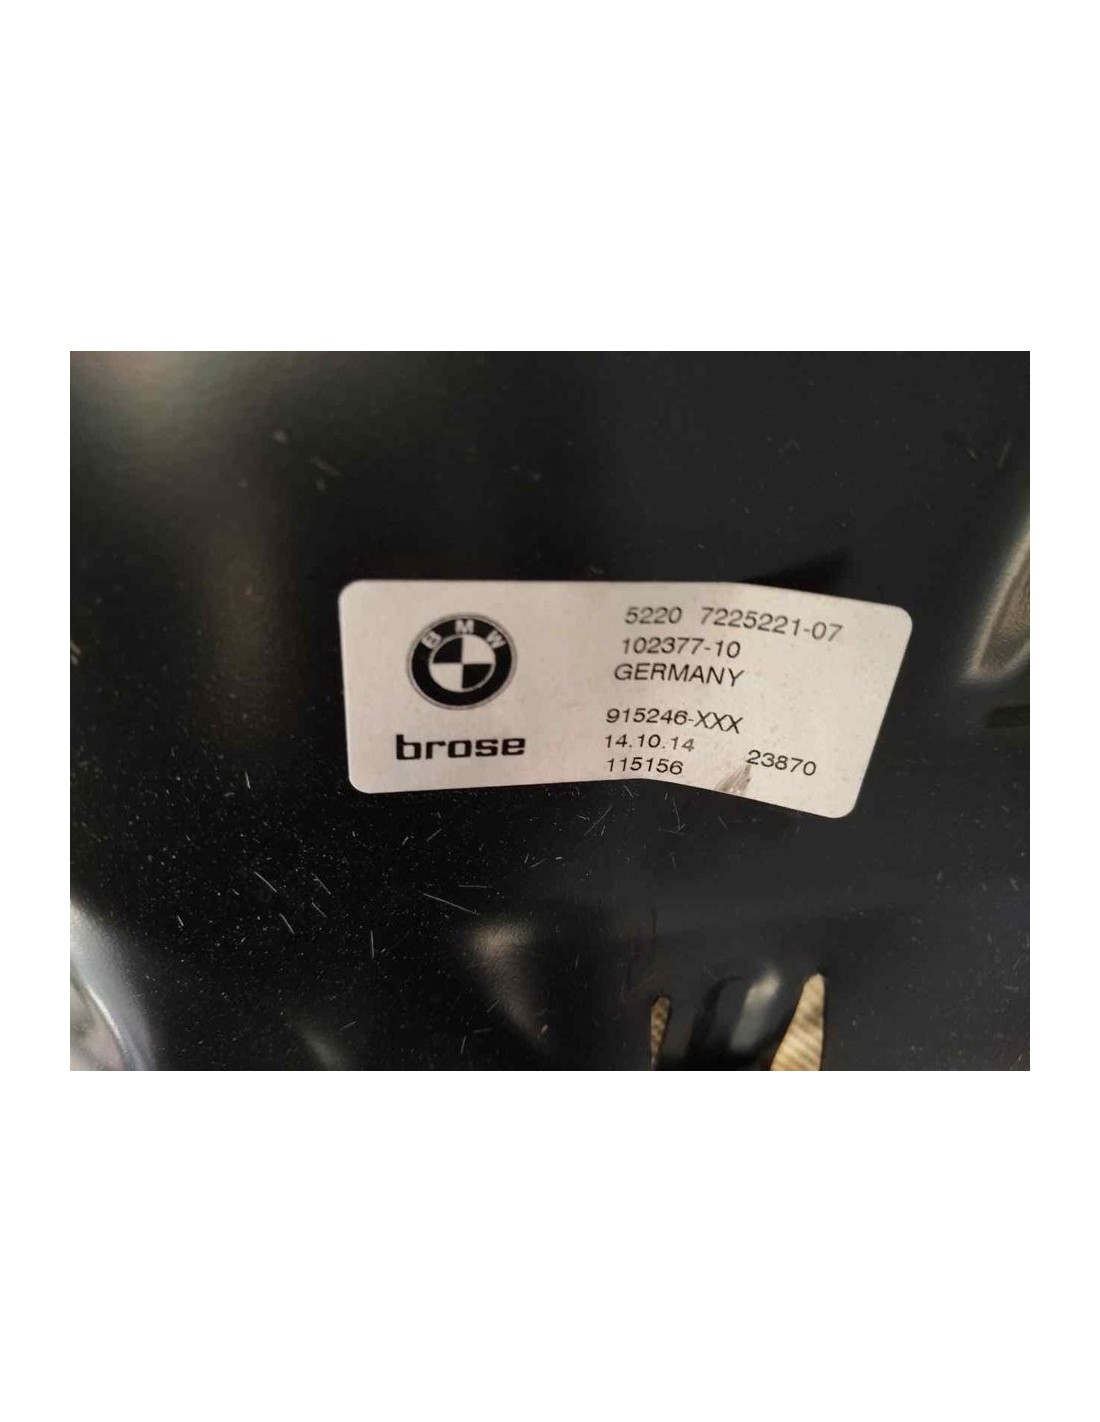 BMW
brose
5220 7225221-07
102377-10
GERMANY
915246-XXX
14.10.14
115156 23870